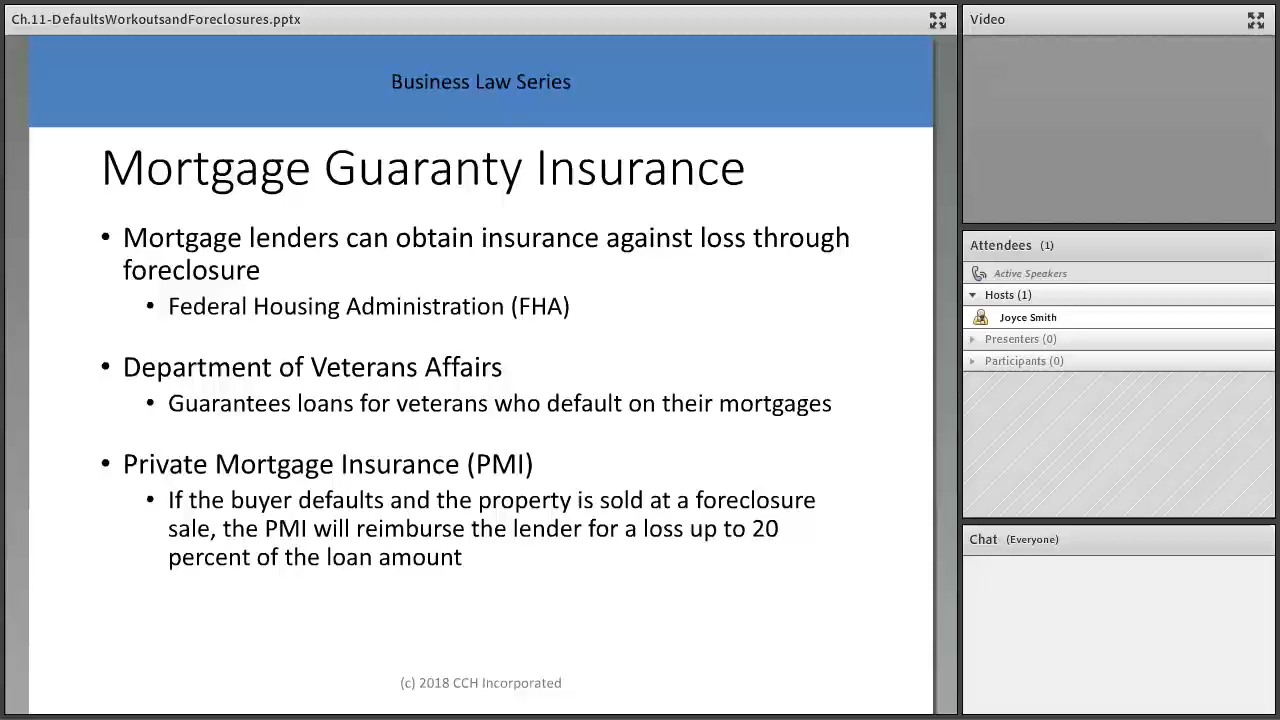 Ch.11-DefaultsWorkoutsandForeclosures.pptx
Business Law Series
Mortgage Guaranty Insurance
• Mortgage lenders can obtain insurance against loss through
foreclosure
• Federal Housing Administration (FHA)
• Department of Veterans Affairs
• Guarantees loans for veterans who default on their mortgages
• Private Mortgage Insurance (PMI)
• If the buyer defaults and the property is sold at a foreclosure
sale, the PMI will reimburse the lender for a loss up to 20
percent of the loan amount
(c) 2018 CCH Incorporated
Video
Attendees (1)
Active Speakers
Hosts (1)
Joyce Smith
Presenters (0)
Participants (0)
Chat (Everyone)